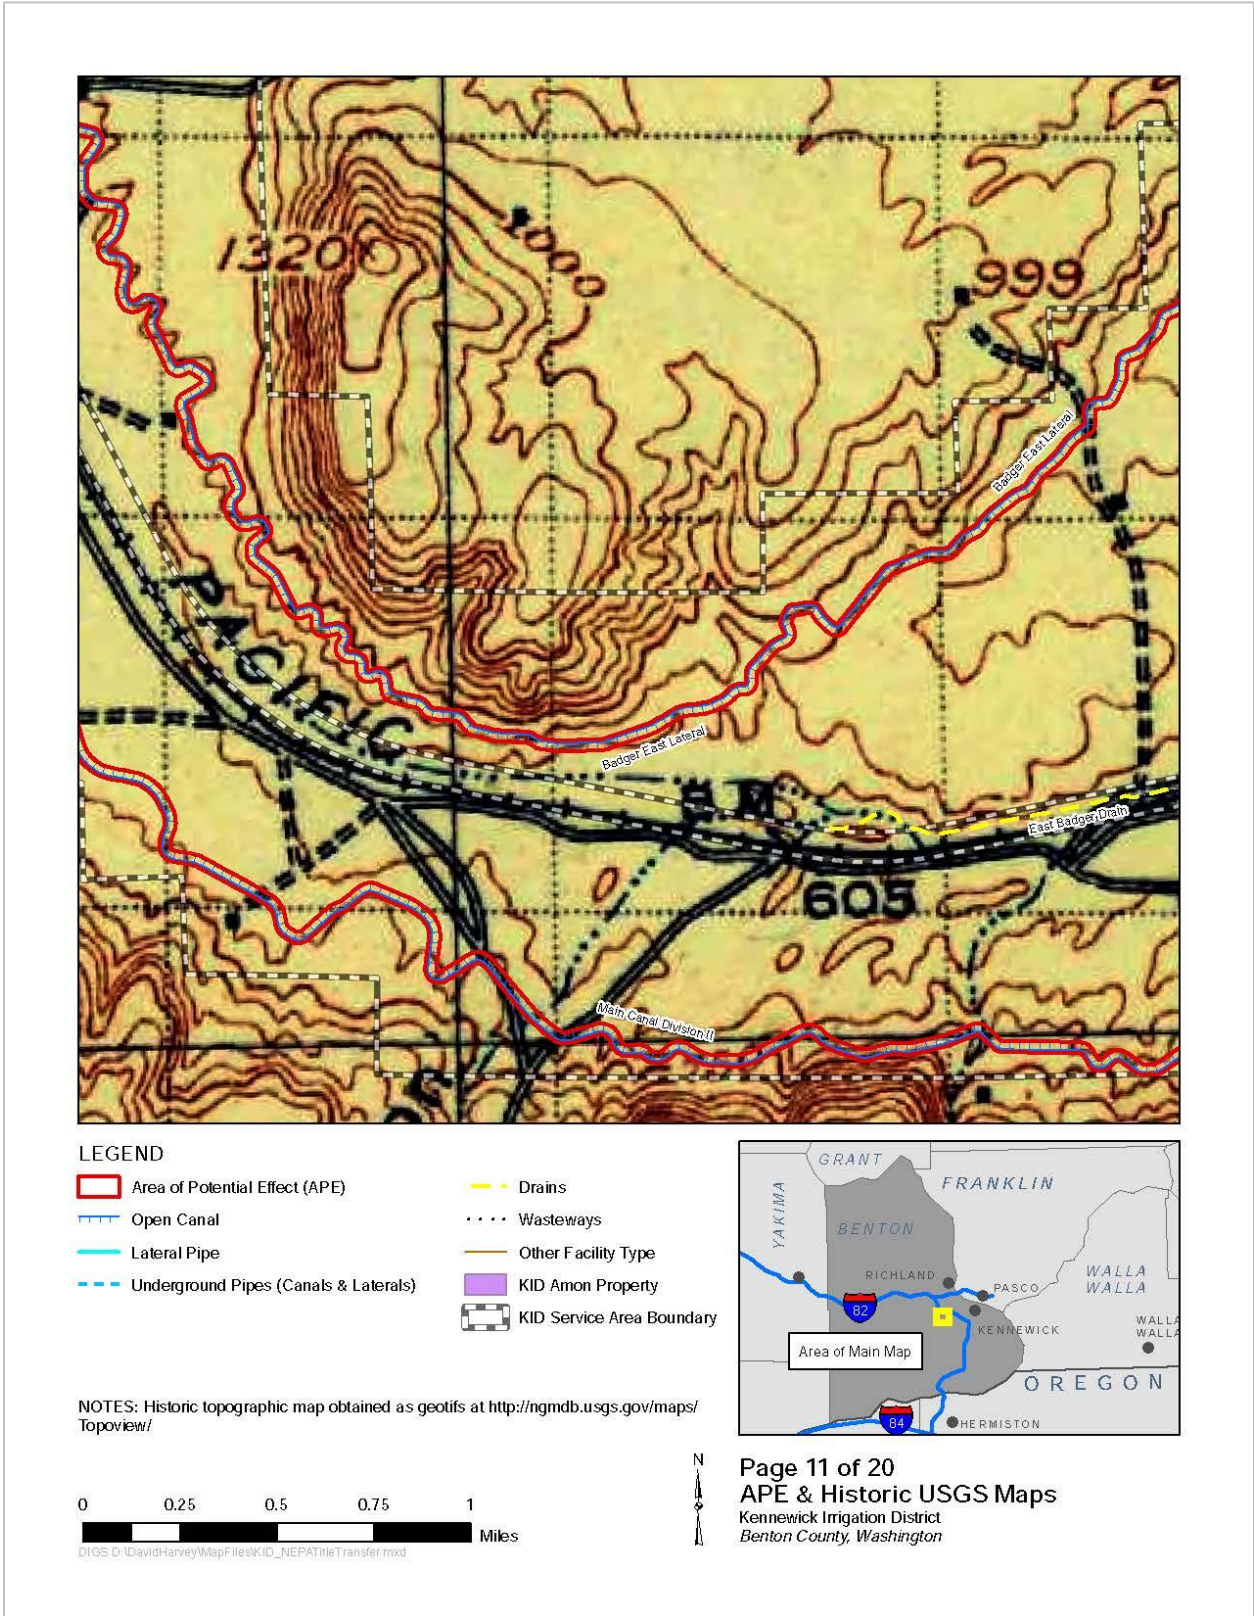 1320
1000
999
Badger East Lateral
PACIFIC
Badger East Lateral
East Badger Drain
605
Main Canal Division II
LEGEND
Area of Potential Effect (APE)
Open Canal
Lateral Pipe
Underground Pipes (Canals & Laterals)
Drains
Wasteways
Other Facility Type
KID Amon Property
KID Service Area Boundary
GRANT
FRANKLIN
YAKIMA
BENTON
RICHLAND
PASCO
WALLA
WALLA
82
KENNEWICK
WALLA
WALLA
Area of Main Map
OREGON
84
HERMISTON
NOTES: Historic topographic map obtained as geotifs at http://ngmdb.usgs.gov/maps/
Topoview/
N
0 0.25 0.5 0.75 1
Miles
DIGS D:\DavidHarvey\MapFiles\KID_NEPATitleTransfer.mxd
Page 11 of 20
APE & Historic USGS Maps
Kennewick Irrigation District
Benton County, Washington